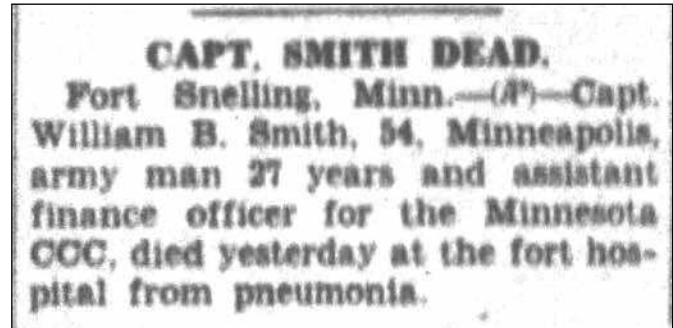 CAPT. SMITH DEAD.
Fort Snelling, Minn.—(AP)—Capt.
William B. Smith, 54, Minneapolis,
army man 27 years and assistant
finance officer for the Minnesota
CCC, died yesterday at the fort hos-
pital from pneumonia.